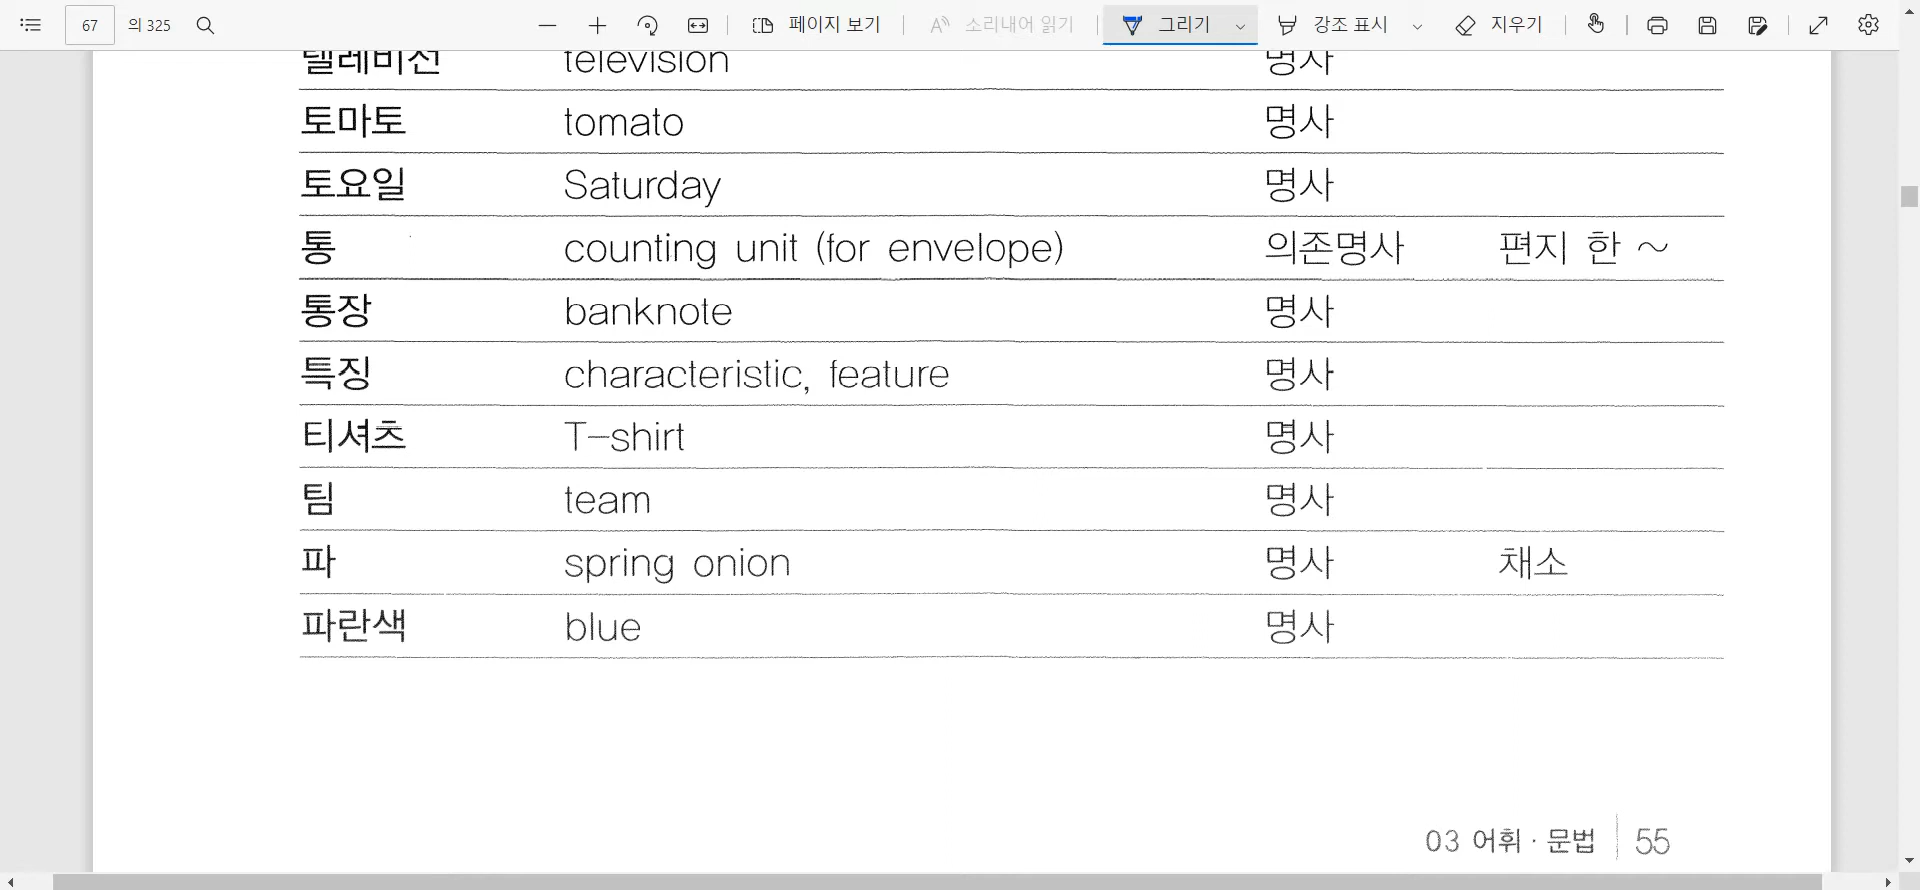 67 의 325 페이지 보기 소리내어 읽기 그리기 강조 표시 지우기
텔레비전 television 명사
토마토 tomato 명사
토요일 Saturday 명사
통 counting unit (for envelope) 의존명사 편지 한 ~
통장 banknote 명사
특징 characteristic, feature 명사
티셔츠 T-shirt 명사
팀 team 명사
파 spring onion 명사 채소
파란색 blue 명사
03 어휘 · 문법 55